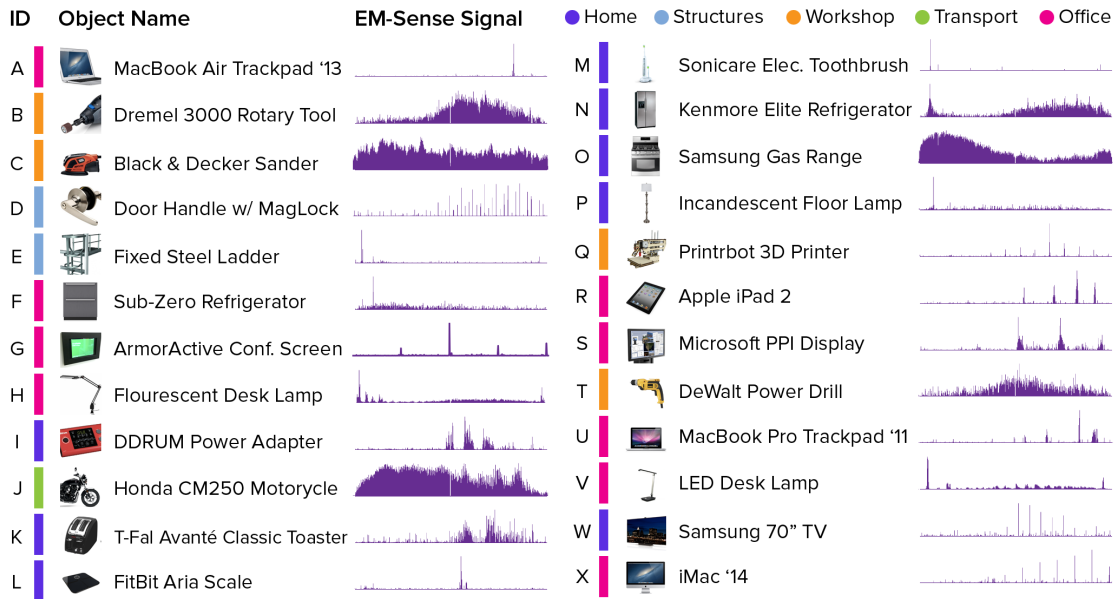 ID Object Name EM-Sense Signal
Home Structures Workshop Transport Office
A MacBook Air Trackpad ‘13
B Dremel 3000 Rotary Tool
C Black & Decker Sander
D Door Handle w/ MagLock
E Fixed Steel Ladder
F Sub-Zero Refrigerator
G ArmorActive Conf. Screen
H Flourescent Desk Lamp
I DDRUM Power Adapter
J Honda CM250 Motorycle
K T-Fal Avanté Classic Toaster
L FitBit Aria Scale
M Sonicare Elec. Toothbrush
N Kenmore Elite Refrigerator
O Samsung Gas Range
P Incandescent Floor Lamp
Q Printrbot 3D Printer
R Apple iPad 2
S Microsoft PPI Display
T DeWalt Power Drill
U MacBook Pro Trackpad ‘11
V LED Desk Lamp
W Samsung 70” TV
X iMac ‘14